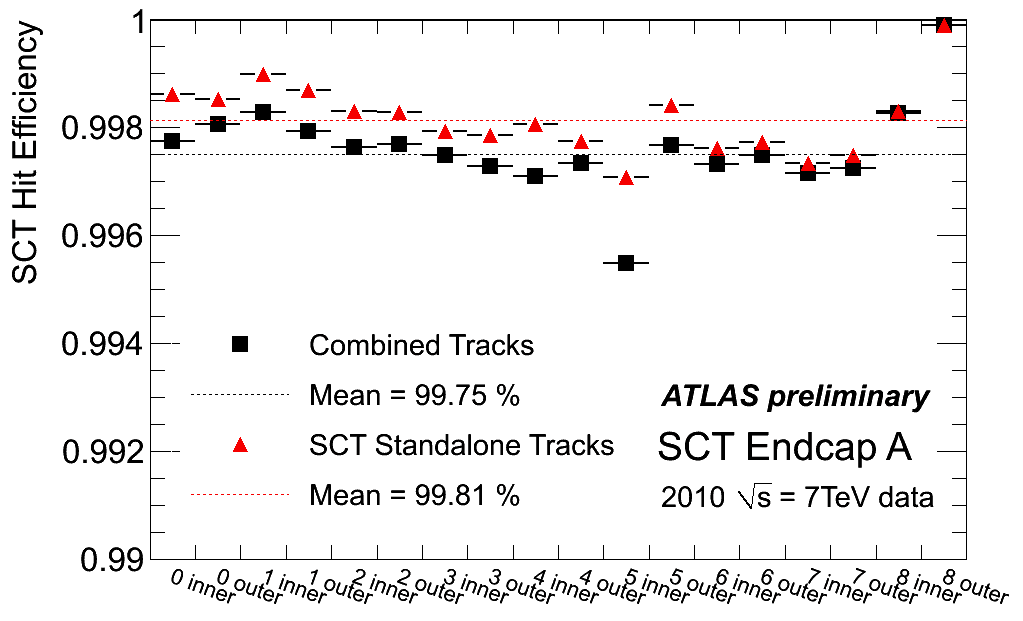 SCT Hit Efficiency
1
0.998
0.996
0.994
0.992
0.99
Combined Tracks
Mean = 99.75 %
SCT Standalone Tracks
Mean = 99.81 %
ATLAS preliminary
SCT Endcap A
2010 √s = 7TeV data
0 inner
0 outer
1 inner
1 outer
2 inner
2 outer
3 inner
3 outer
4 inner
4 outer
5 inner
5 outer
6 inner
6 outer
7 inner
7 outer
8 inner
8 outer